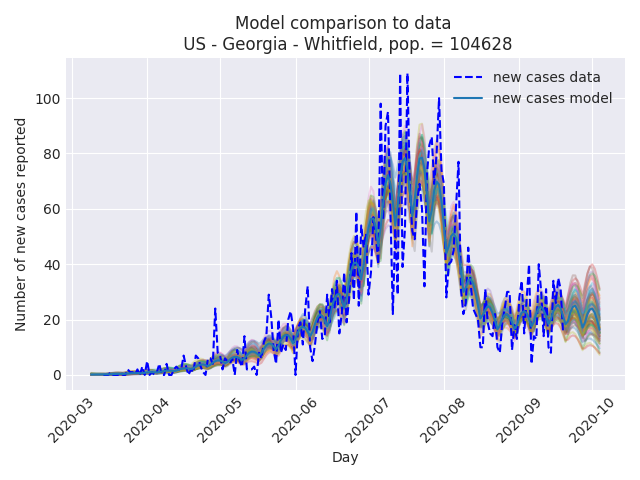 Model comparison to data
US - Georgia - Whitfield, pop. = 104628
new cases data
new cases model
Number of new cases reported
100
80
60
40
20
0
2020-03
2020-04
2020-05
2020-06
2020-07
2020-08
2020-09
2020-10
Day